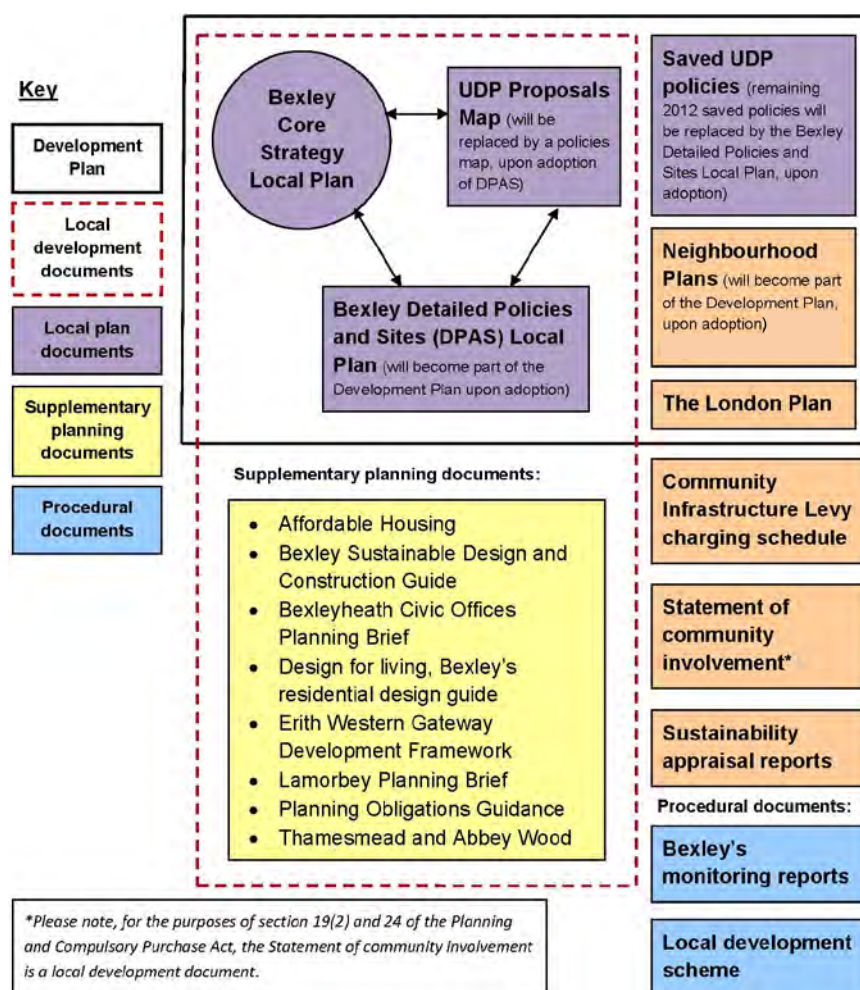 Key
Development
Plan
Local
development
documents
Local plan
documents
Supplementary
planning
documents
Procedural
documents
Bexley
Core
Strategy
Local Plan
UDP Proposals
Map (will be
replaced by a policies
map, upon adoption
of DPAS)
Bexley Detailed Policies
and Sites (DPAS) Local
Plan (will become part of the
Development Plan upon adoption)
Saved UDP
policies (remaining
2012 saved policies will
be replaced by the Bexley
Detailed Policies and
Sites Local Plan, upon
adoption)
Neighbourhood
Plans (will become part
of the Development Plan,
upon adoption)
The London Plan
Supplementary planning documents:
• Affordable Housing
• Bexley Sustainable Design and
Construction Guide
• Bexleyheath Civic Offices
Planning Brief
• Design for living, Bexley's
residential design guide
• Erith Western Gateway
Development Framework
• Lamorbey Planning Brief
• Planning Obligations Guidance
• Thamesmead and Abbey Wood
Community
Infrastructure Levy
charging schedule
Statement of
community
involvement*
Sustainability
appraisal reports
Procedural documents:
Bexley's
monitoring reports
Local development
scheme
*Please note, for the purposes of section 19(2) and 24 of the Planning
and Compulsory Purchase Act, the Statement of community Involvement
is a local development document.